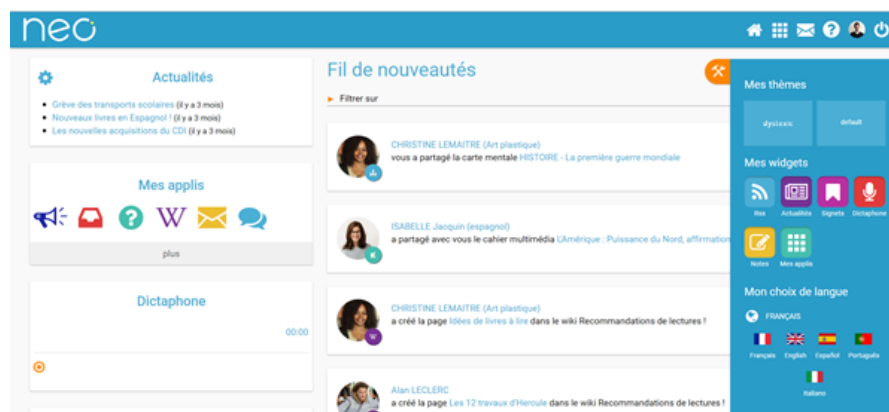 neo
Actualités
Grève des transports scolaires (il y a 3 mois)
Nouveaux livres en Espagnol ! (il y a 3 mois)
Les nouvelles acquisitions du CDI (il y a 3 mois)
Mes applis
plus
Dictaphone
00:00
Fil de nouveautés
Filtrer sur
CHRISTINE LEMAITRE (Art plastique)
vous a partagé la carte mentale HISTOIRE - La première guerre mondiale
ISABELLE Jacquin (espagnol)
a partagé avec vous le cahier multimédia L'Amérique : Puissance du Nord, affirmation
CHRISTINE LEMAITRE (Art plastique)
a créé la page Idées de livres à lire dans le wiki Recommandations de lectures !
Alan LECLERC
a créé la page Les 12 travaux d'Hercule dans le wiki Recommandations de lectures !
Mes thèmes
dyslexic default
Mes widgets
Rss Actualités Signets Dictaphone
Notes Mes applis
Mon choix de langue
FRANÇAIS
Français English Español Português
Italiano